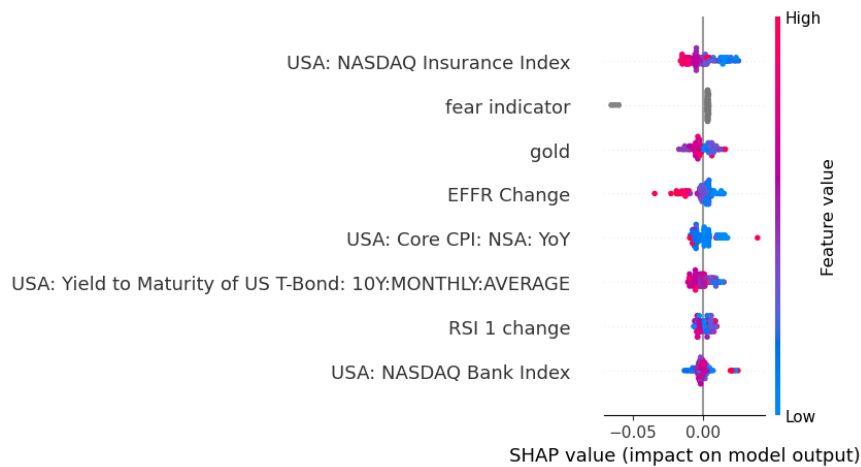 High
USA: NASDAQ Insurance Index
fear indicator
gold
EFFR Change
USA: Core CPI: NSA: YoY
USA: Yield to Maturity of US T-Bond: 10Y:MONTHLY:AVERAGE
RSI 1 change
USA: NASDAQ Bank Index
Feature value
Low
−0.05 0.00
SHAP value (impact on model output)